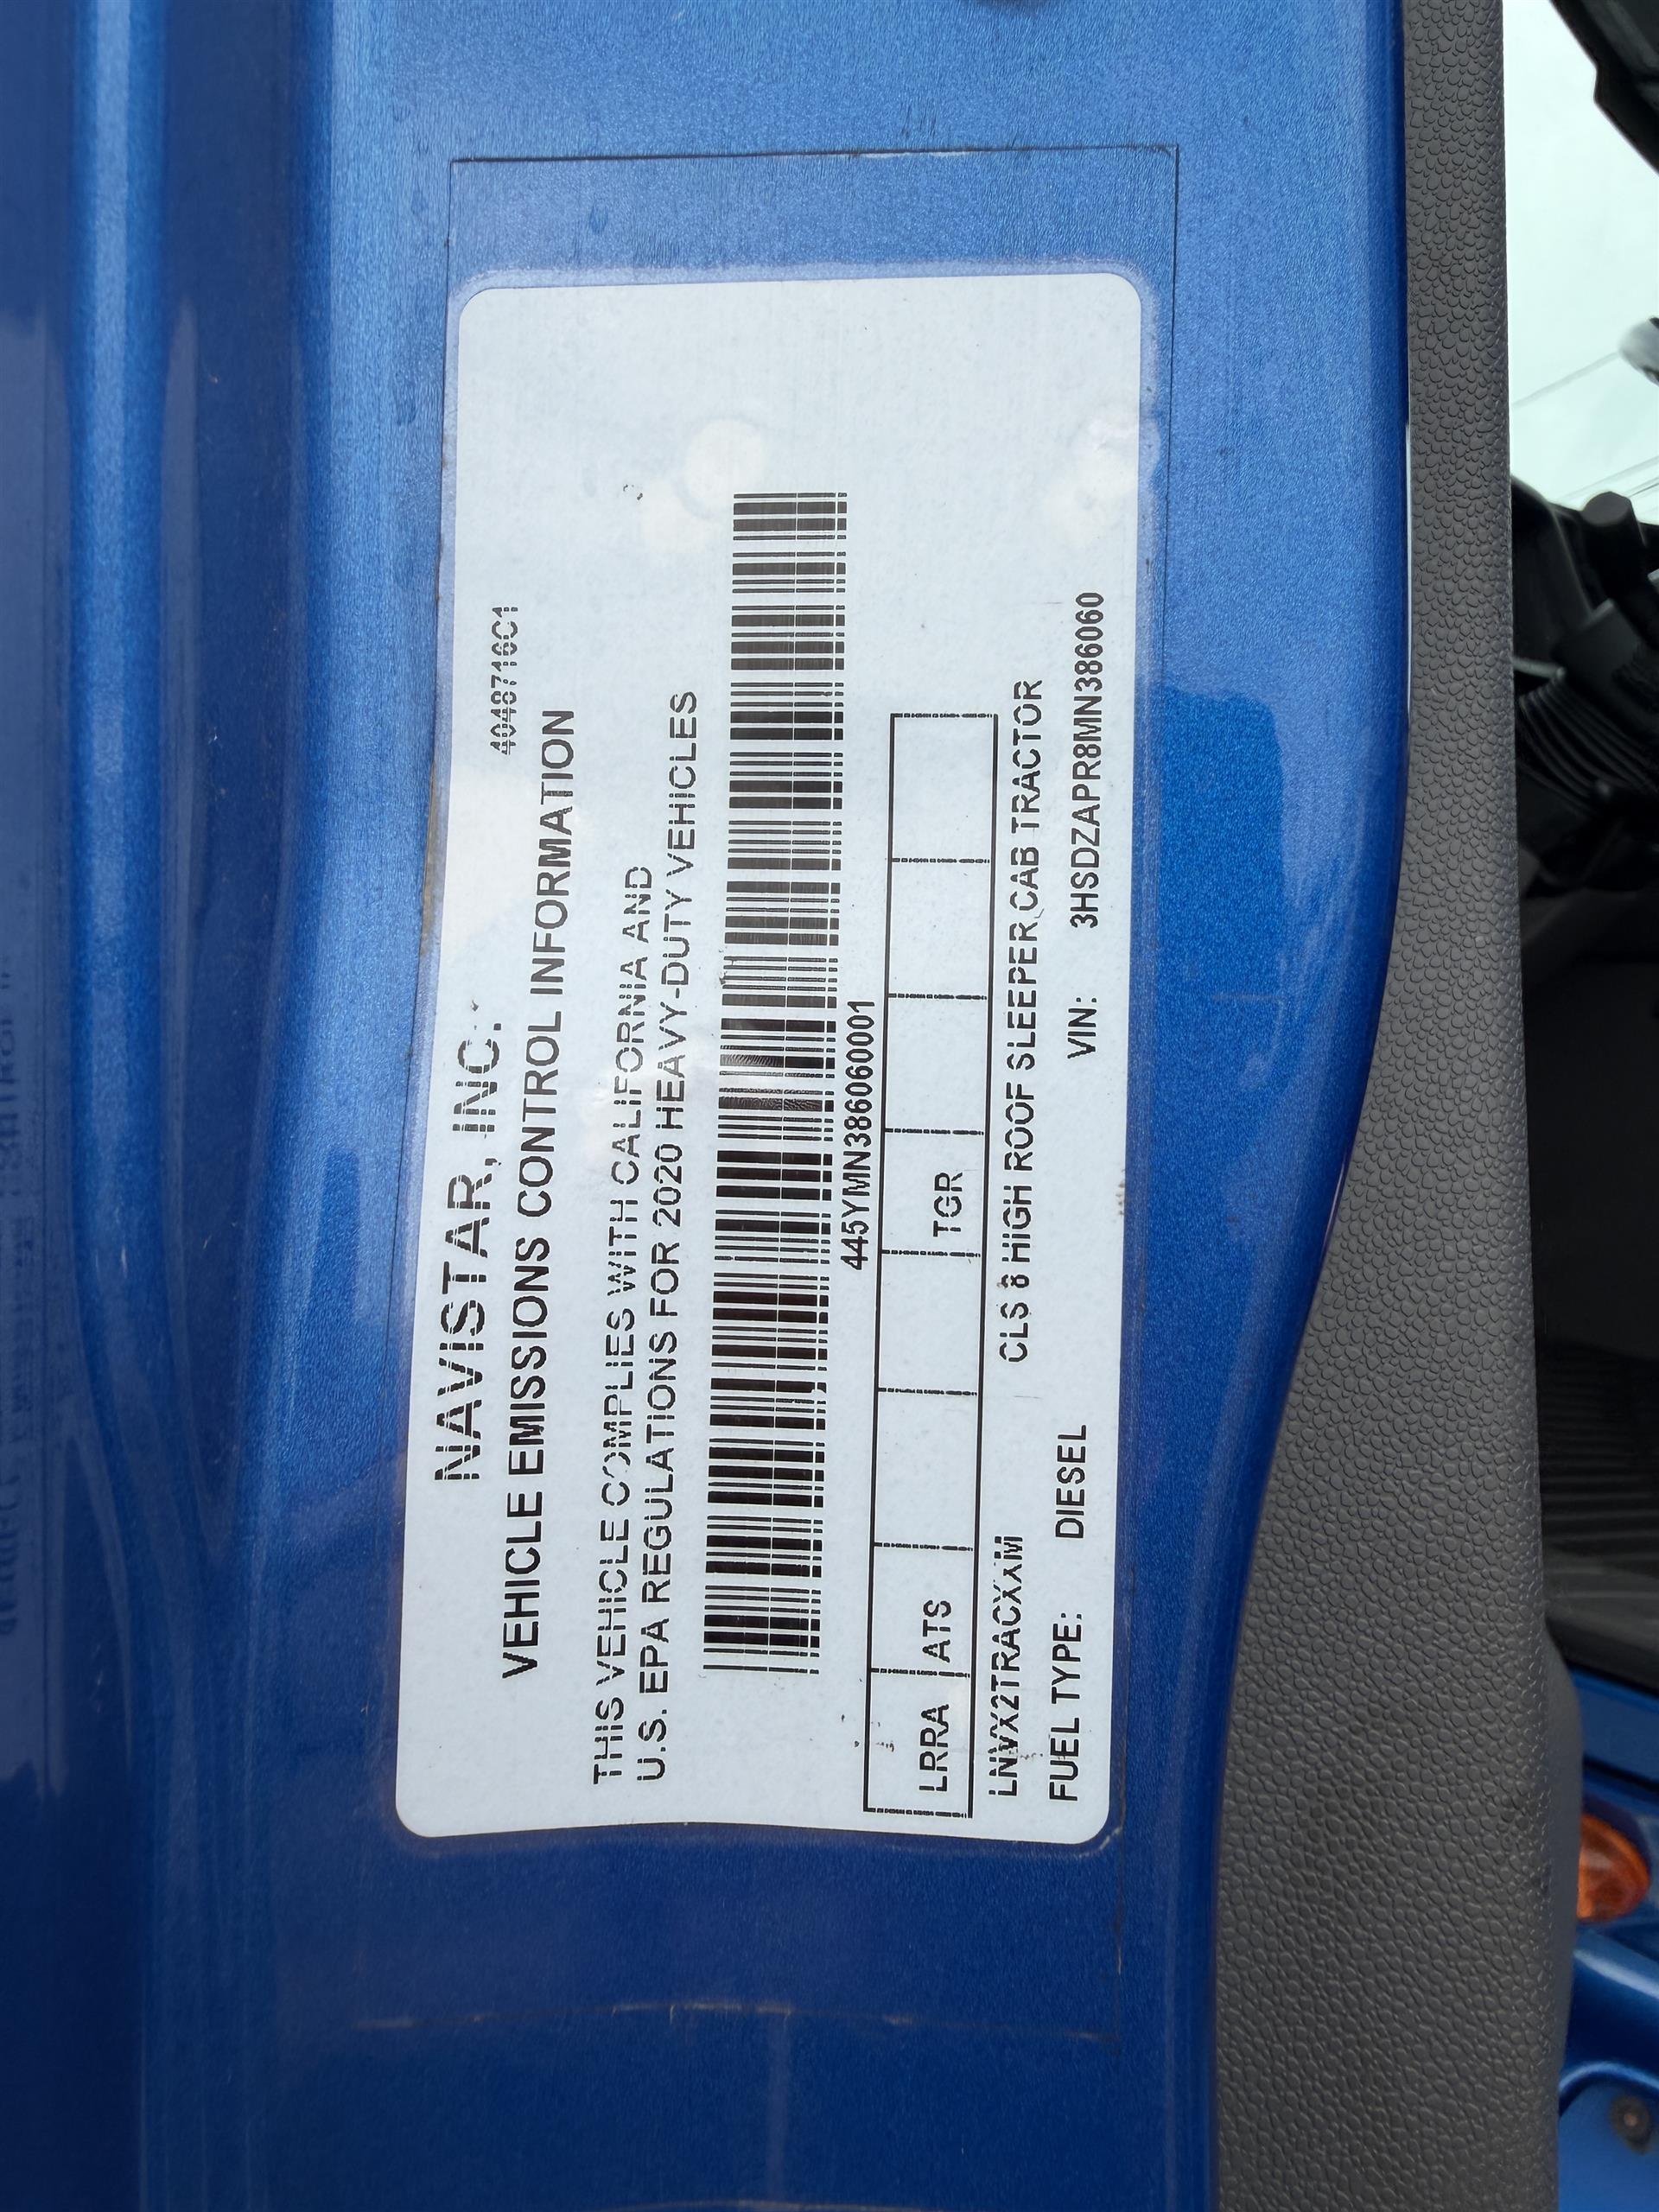 4048716C1
NAVISTAR, INC.
VEHICLE EMISSIONS CONTROL INFORMATION
THIS VEHICLE COMPLIES WITH CALIFORNIA AND
U.S. EPA REGULATIONS FOR 2020 HEAVY-DUTY VEHICLES
445YMN386060001
LRRA ATS TGR
LNVX2TRACXXM CLS 8 HIGH ROOF SLEEPER CAB TRACTOR
FUEL TYPE: DIESEL VIN: 3HSDZAPR8MN386060